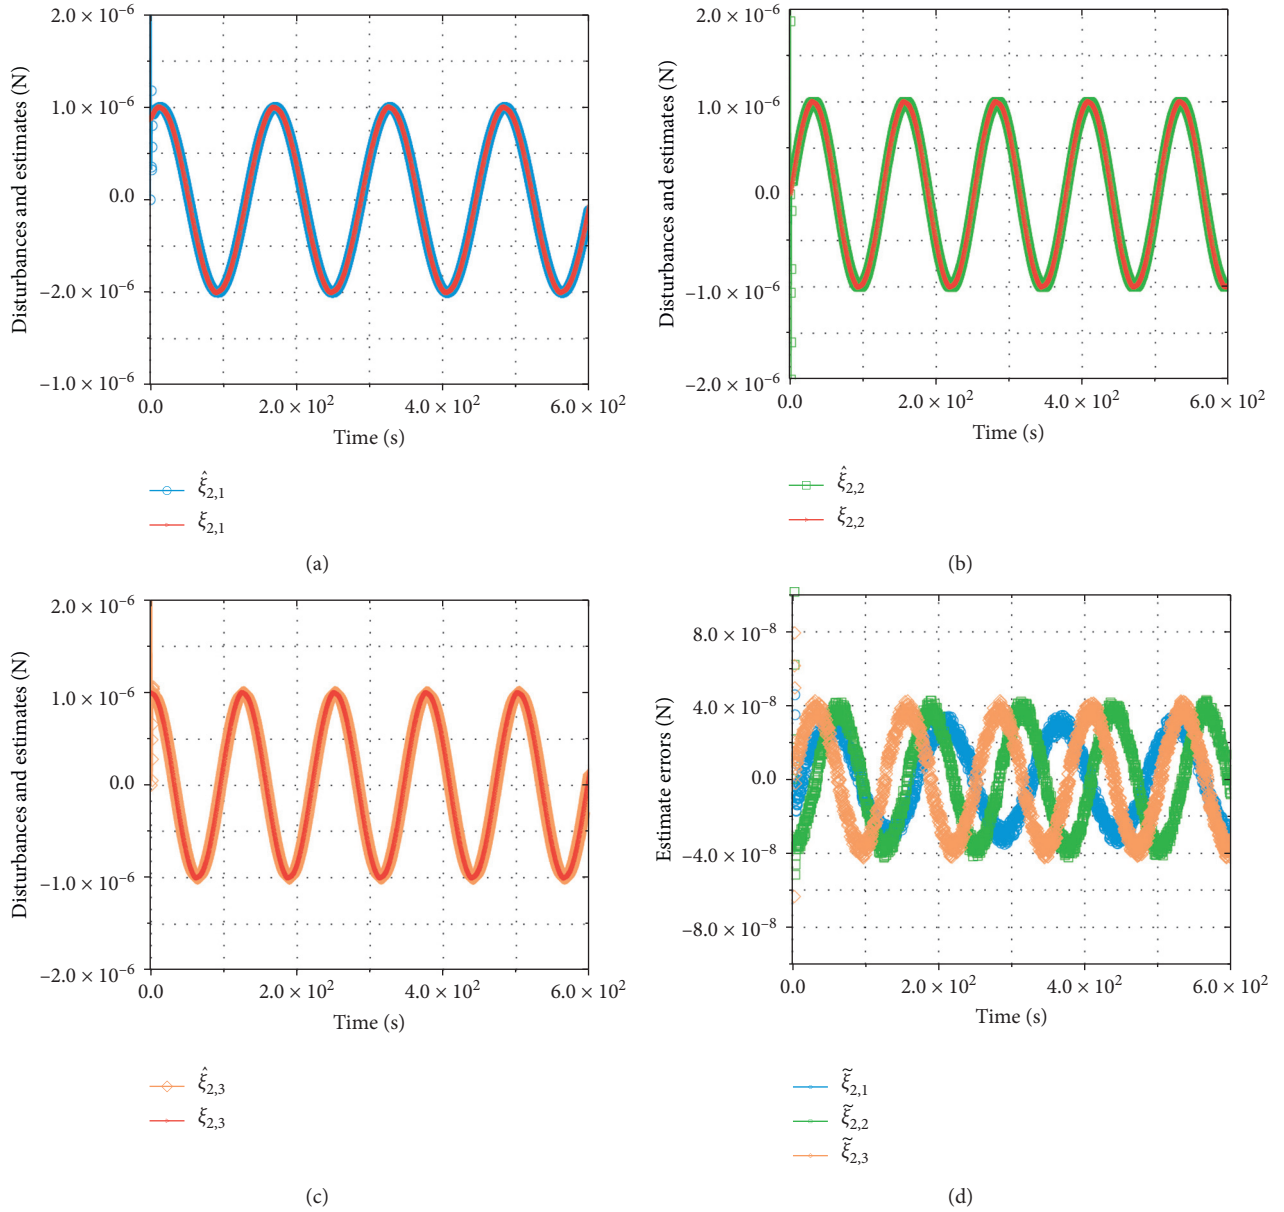 Disturbances and estimates (N)
2.0 × 10⁻⁶
1.0 × 10⁻⁶
0.0
−2.0 × 10⁻⁶
−1.0 × 10⁻⁶
0.0
2.0 × 10²
4.0 × 10²
6.0 × 10²
Time (s)
ξ̂2,1
ξ2,1
(a)
Disturbances and estimates (N)
2.0 × 10⁻⁶
1.0 × 10⁻⁶
0.0
−1.0 × 10⁻⁶
−2.0 × 10⁻⁶
0.0
2.0 × 10²
4.0 × 10²
6.0 × 10²
Time (s)
ξ̂2,2
ξ2,2
(b)
Disturbances and estimates (N)
2.0 × 10⁻⁶
1.0 × 10⁻⁶
0.0
−1.0 × 10⁻⁶
−2.0 × 10⁻⁶
0.0
2.0 × 10²
4.0 × 10²
6.0 × 10²
Time (s)
ξ̂2,3
ξ2,3
(c)
Estimate errors (N)
8.0 × 10⁻⁸
4.0 × 10⁻⁸
0.0
−4.0 × 10⁻⁸
−8.0 × 10⁻⁸
0.0
2.0 × 10²
4.0 × 10²
6.0 × 10²
Time (s)
ξ̃2,1
ξ̃2,2
ξ̃2,3
(d)